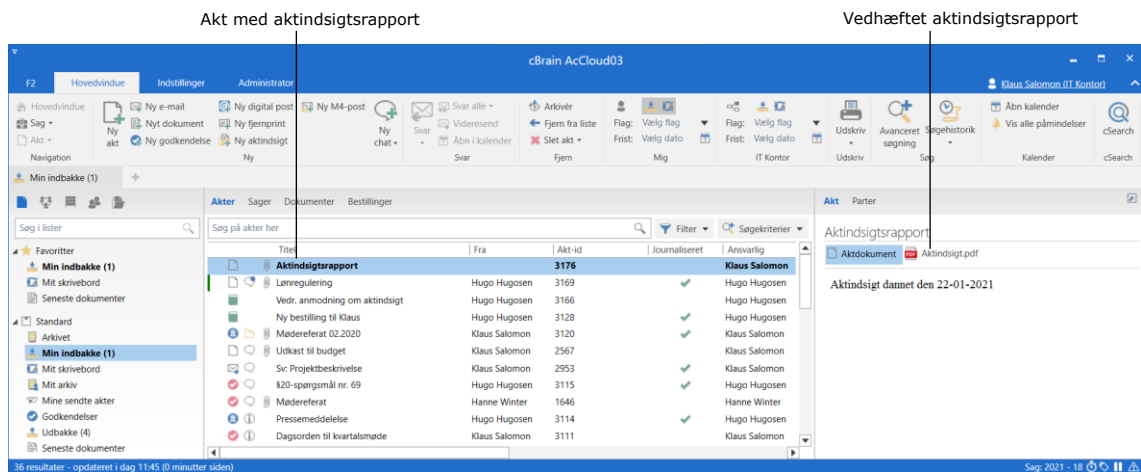 Akt med aktindsigtsrapport
Vedhæftet aktindsigtsrapport
cBrain AcCloud03
F2 Hovedvindue Indstillinger Administrator Klaus Salomon (IT Kontor)
Hovedvindue
Sag
Akt
Navigation
Ny akt
Ny e-mail
Nyt dokument
Ny godkendelse
Ny digital post
Ny fjernprint
Ny aktindsigt
Ny M4-post
Ny chat
Ny
Svar
Svar alle
Videresend
Åbn i kalender
Svar
Arkivér
Fjern fra liste
Slet akt
Fjern
Flag: Vælg flag
Frist: Vælg dato
Mig
Flag: Vælg flag
Frist: Vælg dato
IT Kontor
Udskriv
Udskriv
Avanceret søgning
Søgehistorik
Søg
Åbn kalender
Vis alle påmindelser
Kalender
cSearch
cSearch
Min indbakke (1)
Søg i lister
Favoritter
Min indbakke (1)
Mit skrivebord
Seneste dokumenter
Standard
Arkivet
Min indbakke (1)
Mit skrivebord
Mit arkiv
Mine sendte akter
Godkendelser
Udbakke (4)
Seneste dokumenter
Akter Sager Dokumenter Bestillinger
Søg på akter her Filter Søgekriterier
Titel Fra Akt-id Journaliseret Ansvarlig
Aktindsigtsrapport 3176 Klaus Salomon
Lønregulering Hugo Hugosen 3169 Hugo Hugosen
Vedr. anmodning om aktindsigt Hugo Hugosen 3166 Hugo Hugosen
Ny bestilling til Klaus Hugo Hugosen 3128 Hugo Hugosen
Mødereferat 02.2020 Klaus Salomon 3120 Klaus Salomon
Udkast til budget Klaus Salomon 2567 Klaus Salomon
Sv: Projektbeskrivelse Klaus Salomon 2953 Klaus Salomon
§20-spørgsmål nr. 69 Hugo Hugosen 3115 Hugo Hugosen
Mødereferat Hanne Winter 1646 Hanne Winter
Pressemeddelelse Hugo Hugosen 3114 Hugo Hugosen
Dagsorden til kvartalsmøde Klaus Salomon 3111 Klaus Salomon
Akt Parter
Aktindsigtsrapport
Aktdokument PDF Aktindsigt.pdf
Aktindsigt dannet den 22-01-2021
36 resultater - opdateret i dag 11:45 (0 minutter siden)
Sag: 2021 - 18